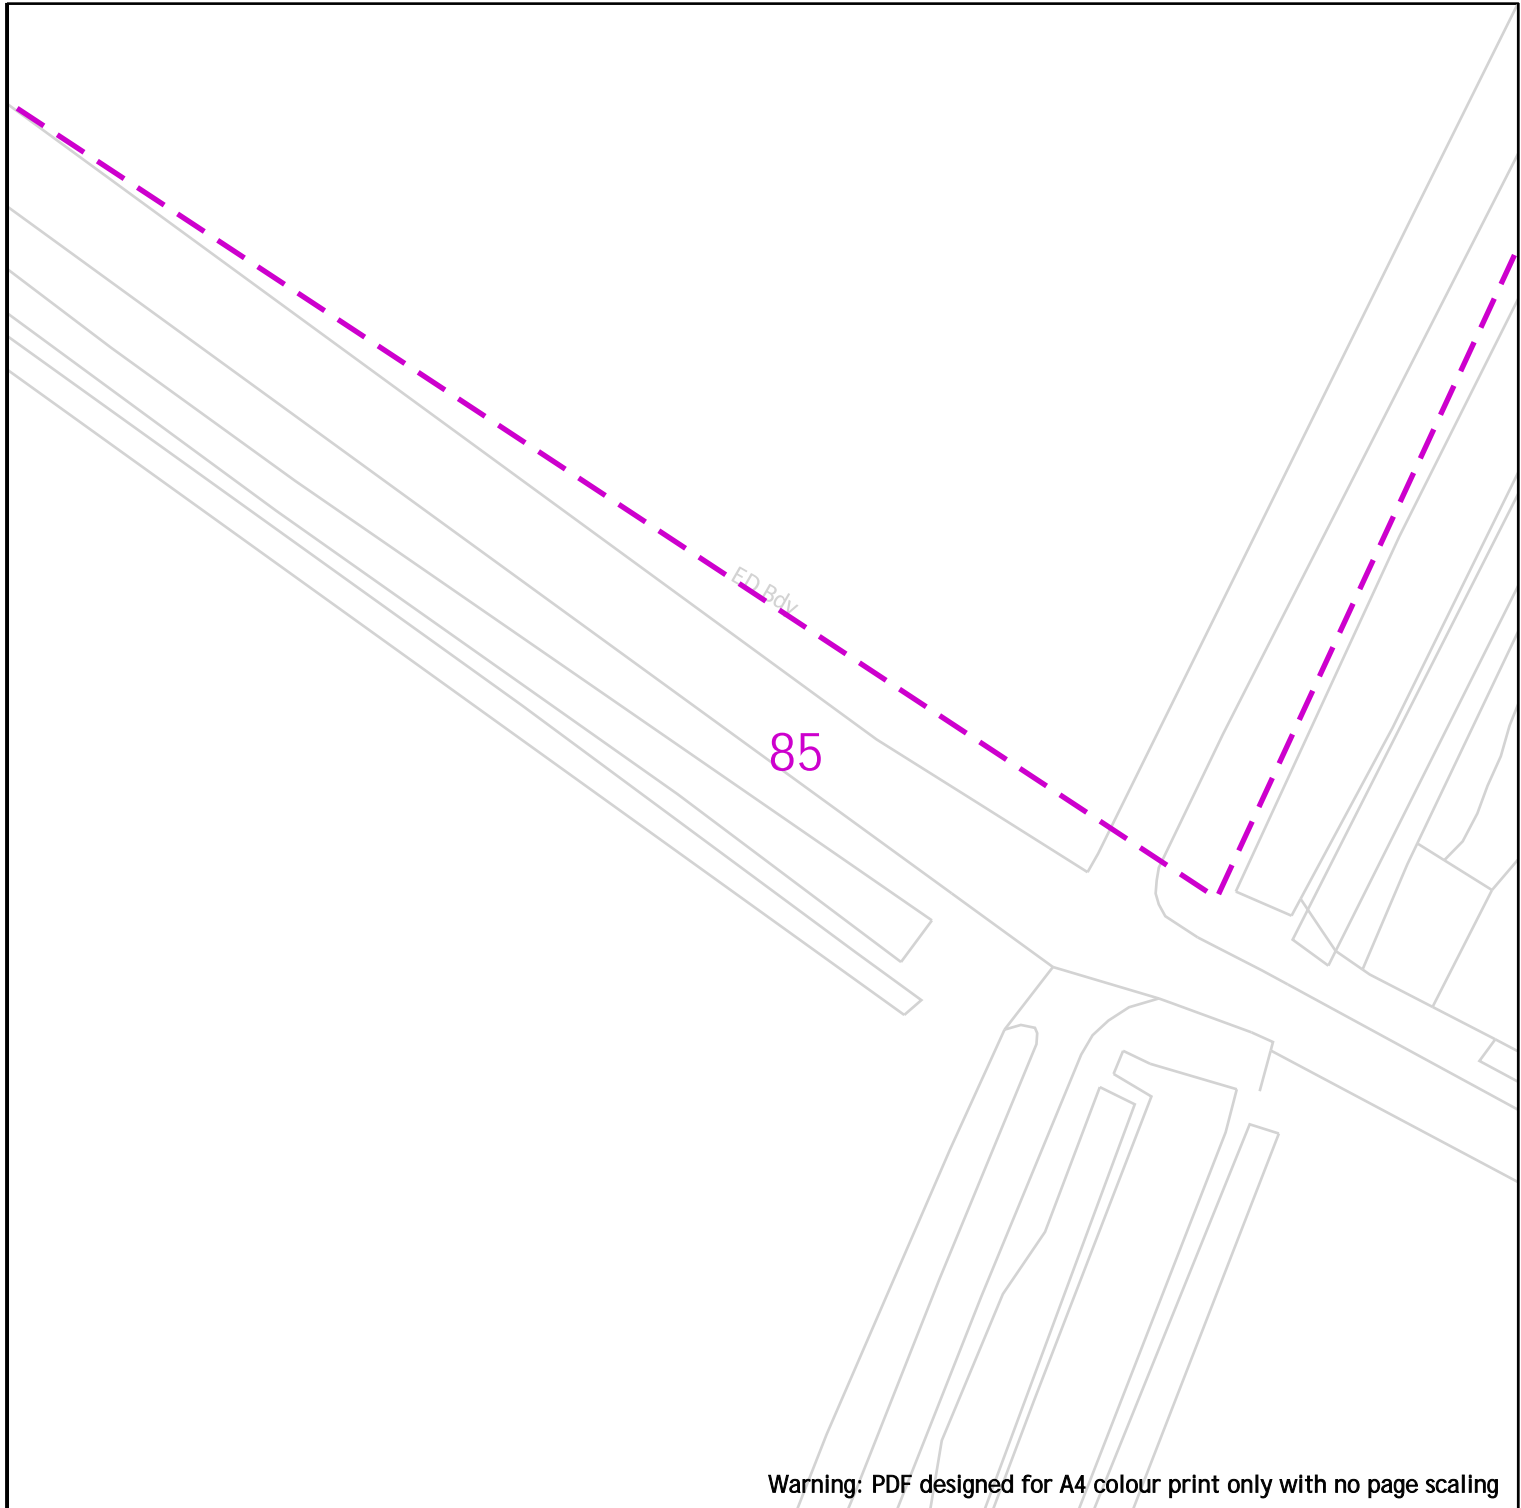 ED Bdy
85
Warning: PDF designed for A4 colour print only with no page scaling